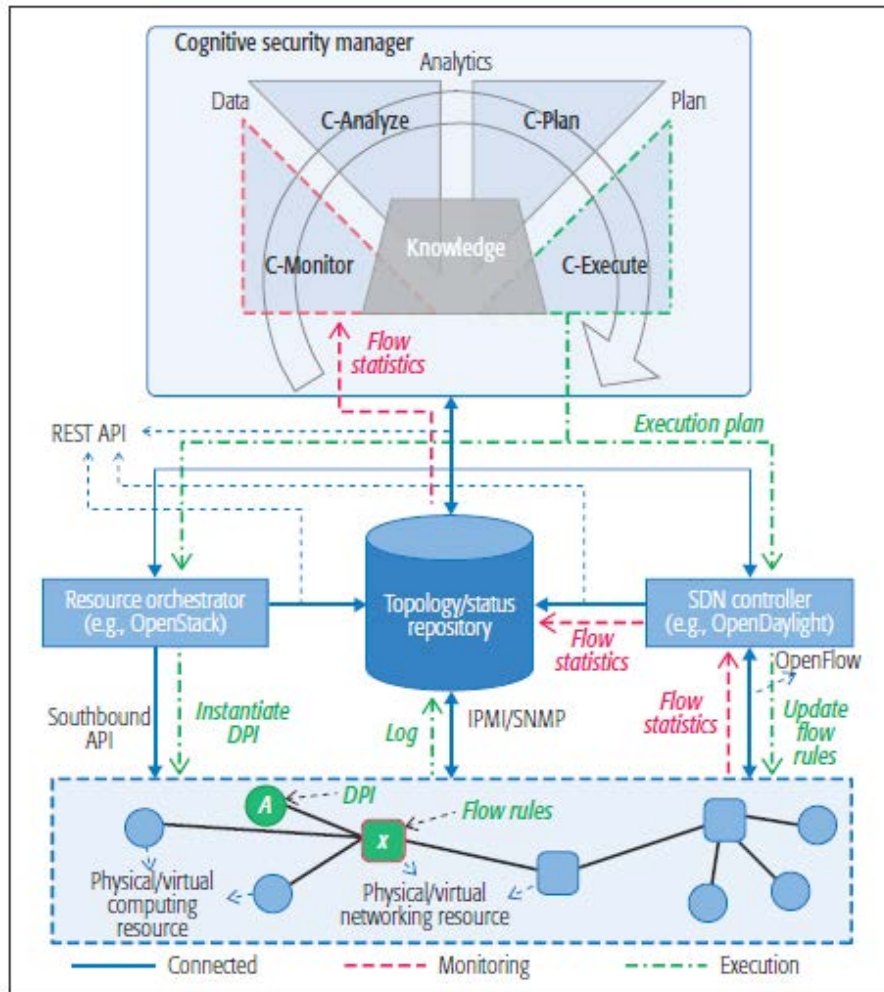 Cognitive security manager
Analytics
Data
Plan
C-Analyze
C-Plan
Knowledge
C-Monitor
C-Execute
Flow
statistics
REST API
Execution plan
Resource orchestrator
(e.g., OpenStack)
Topology/status
repository
SDN controller
(e.g., OpenDaylight)
Flow
statistics
OpenFlow
Southbound
API
Instantiate
DPI
Log
IPMI/SNMP
Flow
statistics
Update
flow
rules
A
DPI
Flow rules
x
Physical/virtual
computing
resource
Physical/virtual
networking resource
Connected
Monitoring
Execution